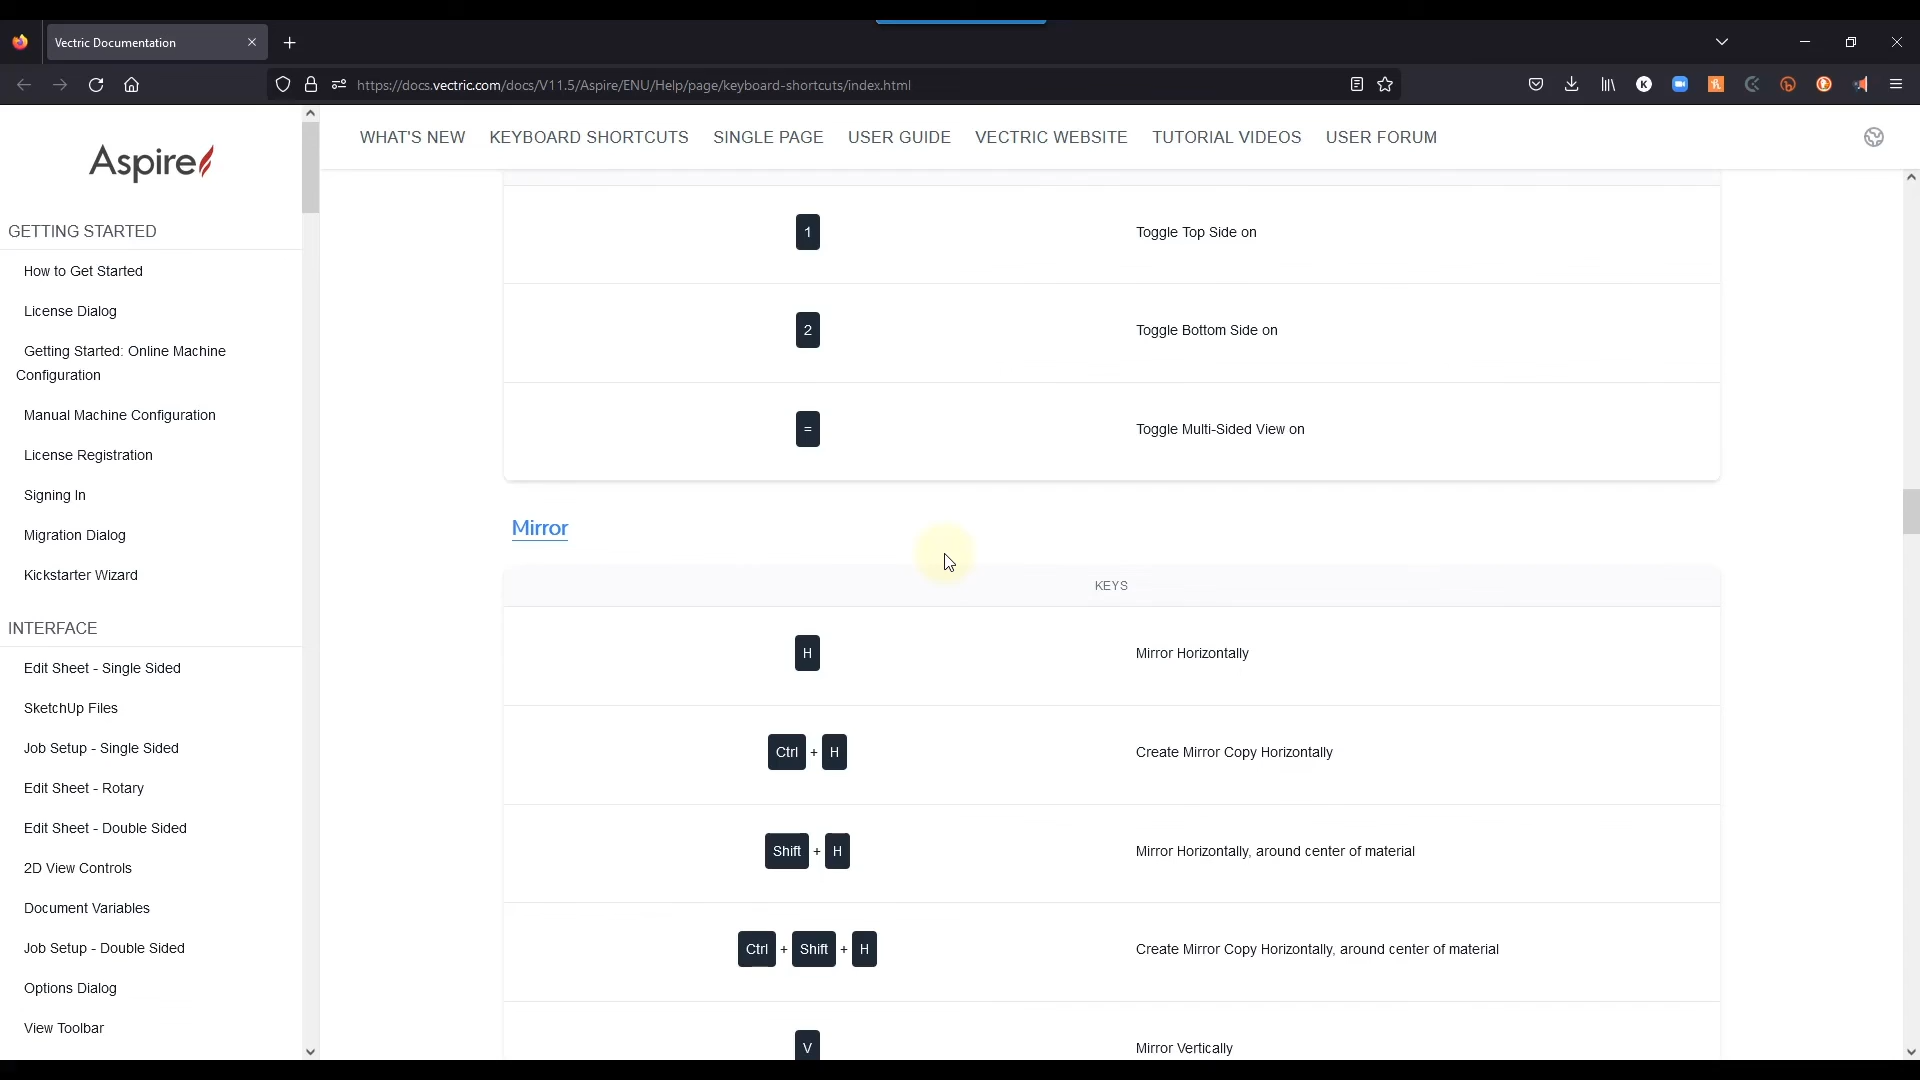 Vectric Documentation
https://docs.vectric.com/docs/V11.5/Aspire/ENU/Help/page/keyboard-shortcuts/index.html
Aspire
WHAT'S NEW KEYBOARD SHORTCUTS SINGLE PAGE USER GUIDE VECTRIC WEBSITE TUTORIAL VIDEOS USER FORUM
GETTING STARTED
How to Get Started
License Dialog
Getting Started: Online Machine
Configuration
Manual Machine Configuration
License Registration
Signing In
Migration Dialog
Kickstarter Wizard
INTERFACE
Edit Sheet - Single Sided
SketchUp Files
Job Setup - Single Sided
Edit Sheet - Rotary
Edit Sheet - Double Sided
2D View Controls
Document Variables
Job Setup - Double Sided
Options Dialog
View Toolbar
1 Toggle Top Side on
2 Toggle Bottom Side on
= Toggle Multi-Sided View on
Mirror
KEYS
H Mirror Horizontally
Ctrl + H Create Mirror Copy Horizontally
Shift + H Mirror Horizontally, around center of material
Ctrl + Shift + H Create Mirror Copy Horizontally, around center of material
V Mirror Vertically